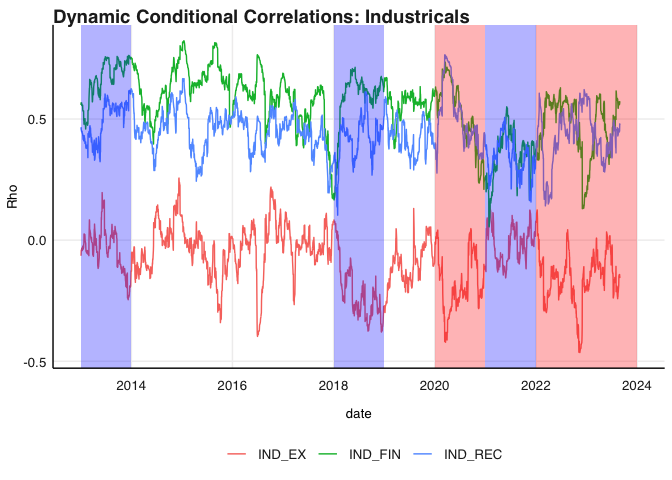 Dynamic Conditional Correlations: Industricals
0.5
0.0
-0.5
Rho
2014 2016 2018 2020 2022 2024
date
IND_EX IND_FIN IND_REC